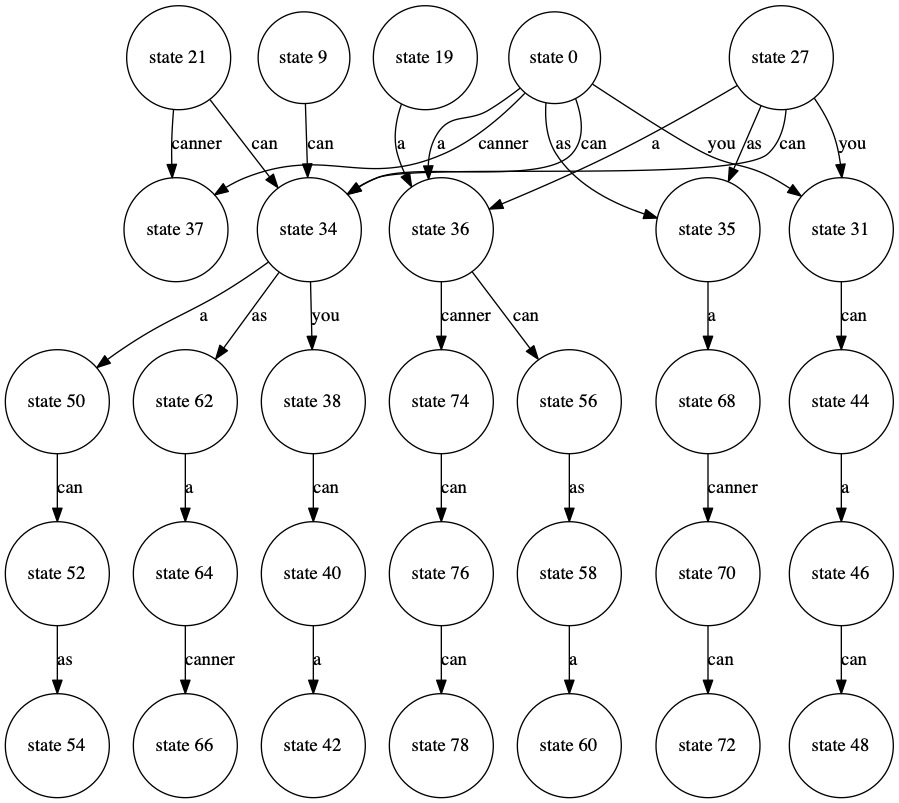 state 21 state 9 state 19 state 0 state 27
canner can can a a canner as can a you as can you
state 37 state 34 state 36 state 35 state 31
a as you canner can a can
state 50 state 62 state 38 state 74 state 56 state 68 state 44
can a can can as canner a
state 52 state 64 state 40 state 76 state 58 state 70 state 46
as canner a can a can can
state 54 state 66 state 42 state 78 state 60 state 72 state 48